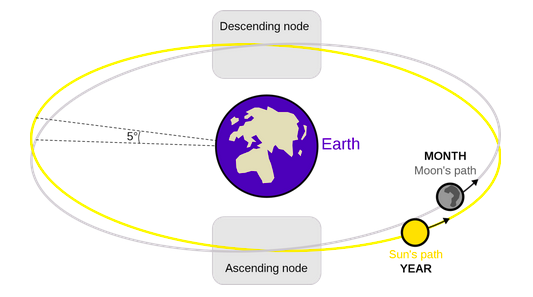 Descending node
5°
Earth
MONTH
Moon's path
Sun's path
YEAR
Ascending node